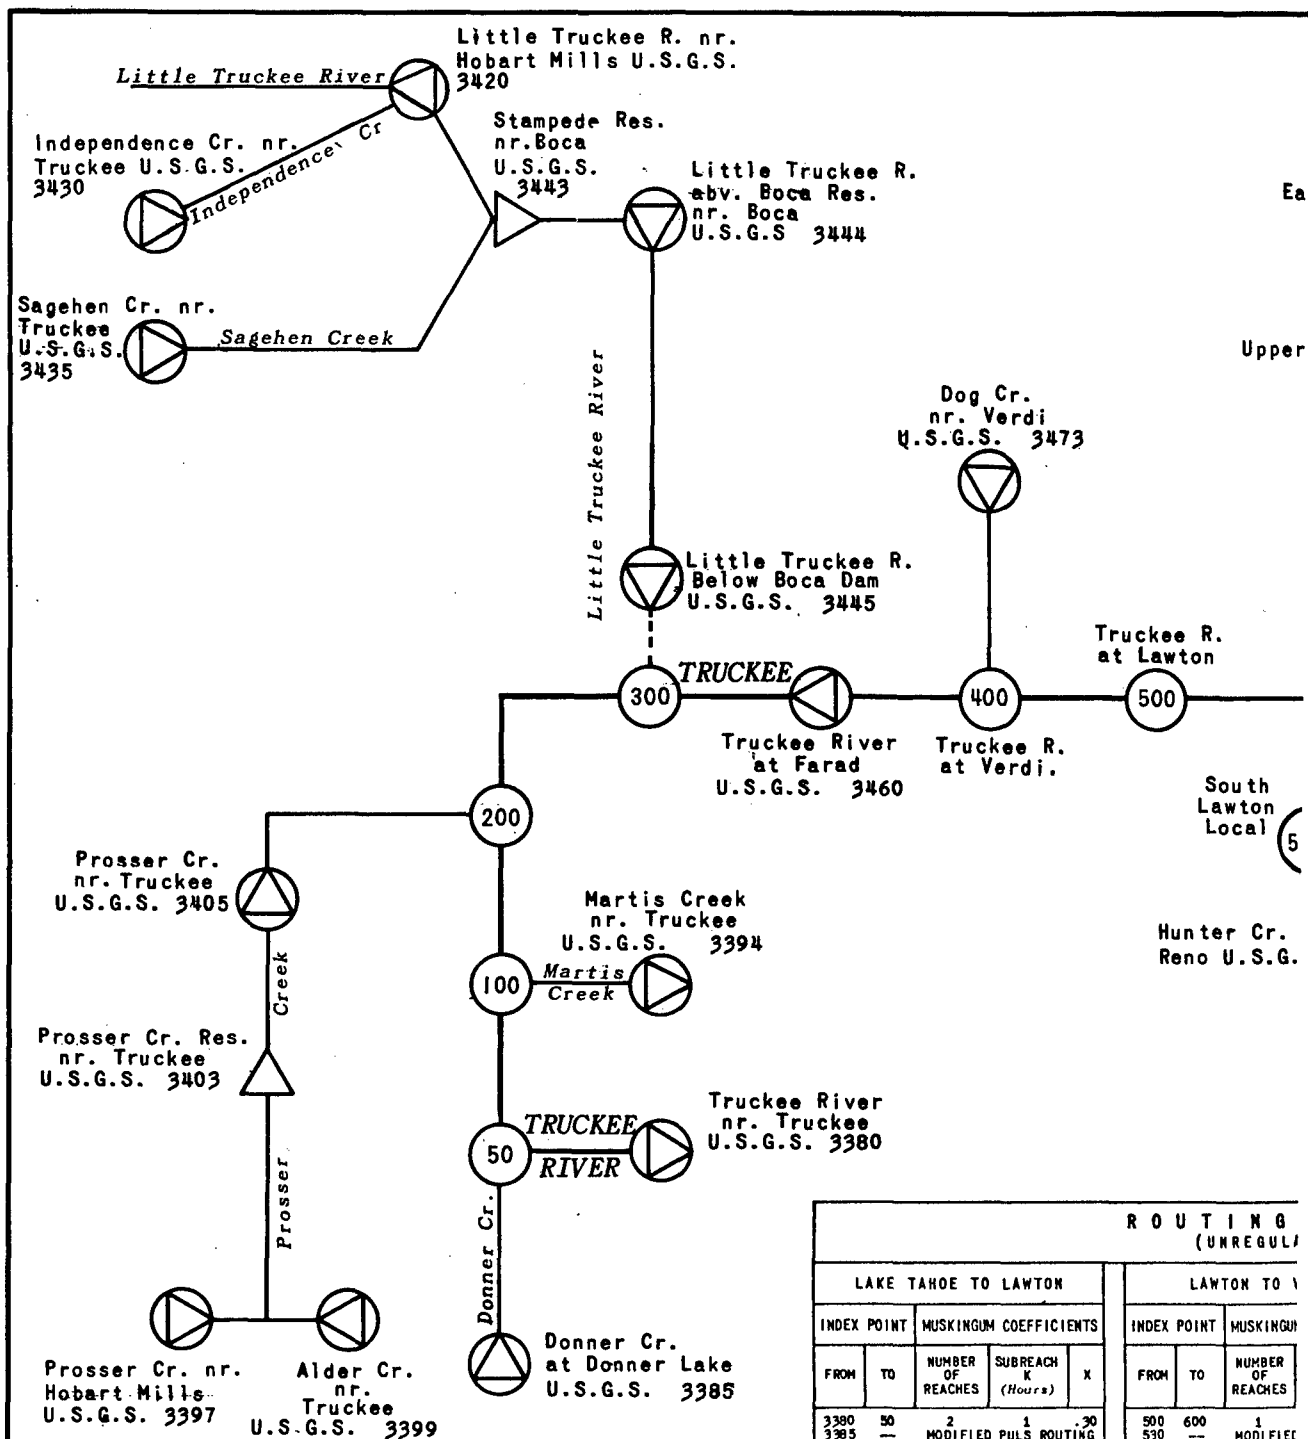 Little Truckee R. nr.
Hobart Mills U.S.G.S.
3420
Little Truckee River
Independence Cr
Independence Cr. nr.
Truckee U.S.G.S.
3430
Stampede Res.
nr.Boca
U.S.G.S.
3443
Little Truckee R.
abv. Boca Res.
nr. Boca
U.S.G.S 3444
Ea
Sagehen Cr. nr.
Truckee
U.S.G.S.
3435
Sagehen Creek
Upper
Little Truckee River
Dog Cr.
nr. Verdi
U.S.G.S. 3473
Little Truckee R.
Below Boca Dam
U.S.G.S. 3445
Truckee R.
at Lawton
300
TRUCKEE
400
500
Truckee River
at Farad
U.S.G.S. 3460
Truckee R.
at Verdi.
South
Lawton
Local
5
200
Prosser Cr.
nr. Truckee
U.S.G.S. 3405
Martis Creek
nr. Truckee
U.S.G.S. 3394
Hunter Cr.
Reno U.S.G.
100
Martis
Creek
Creek
Prosser Cr. Res.
nr. Truckee
U.S.G.S. 3403
Truckee River
nr. Truckee
U.S.G.S. 3380
50
TRUCKEE
RIVER
Prosser
Donner Cr.
Prosser Cr. nr.
Hobart Mills
U.S.G.S. 3397
Alder Cr.
nr.
Truckee
U.S.G.S. 3399
Donner Cr.
at Donner Lake
U.S.G.S. 3385
ROUTING
(UNREGULA
LAKE TAHOE TO LAWTON
LAWTON TO V
INDEX POINT MUSKINGUM COEFFICIENTS
INDEX POINT MUSKINGUM
FROM TO NUMBER OF REACHES SUBREACH K (Hours) X
FROM TO NUMBER OF REACHES
3380 50 2 1 .30
500 600 1
3385 -- MODIFIED PULS ROUTING
530 -- MODIFIED